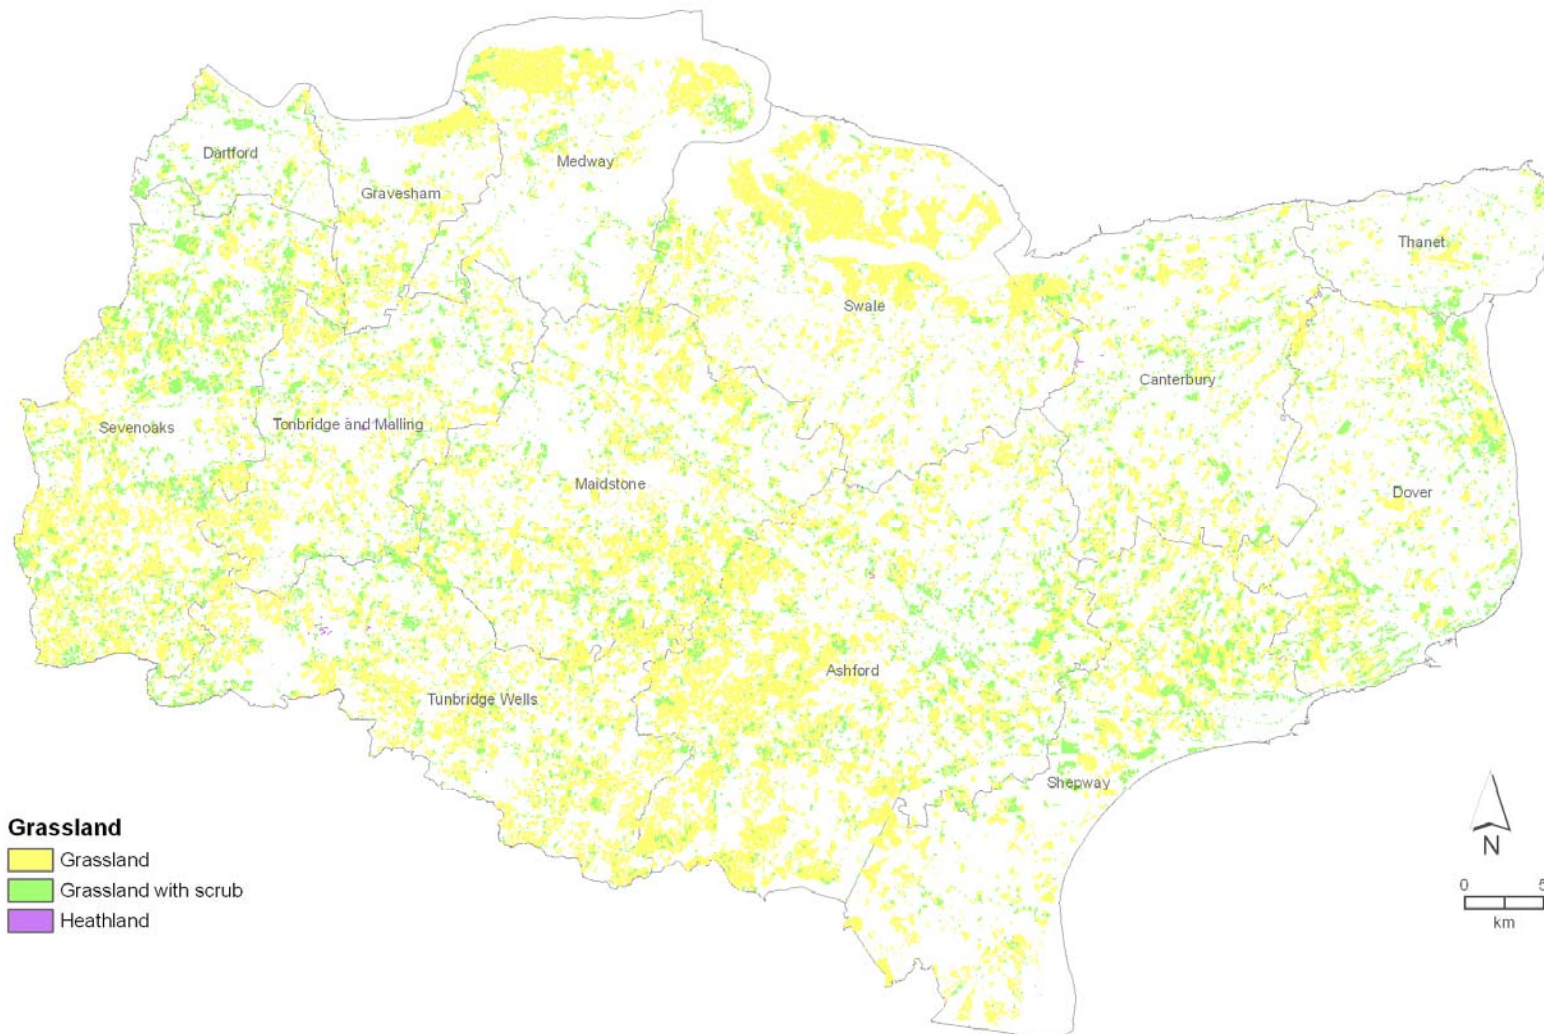 Dartford
Medway
Gravesham
Thanet
Swale
Canterbury
Sevenoaks
Tonbridge and Malling
Maidstone
Dover
Ashford
Tunbridge Wells
Shepway
Grassland
Grassland
Grassland with scrub
Heathland
N
0 5
km